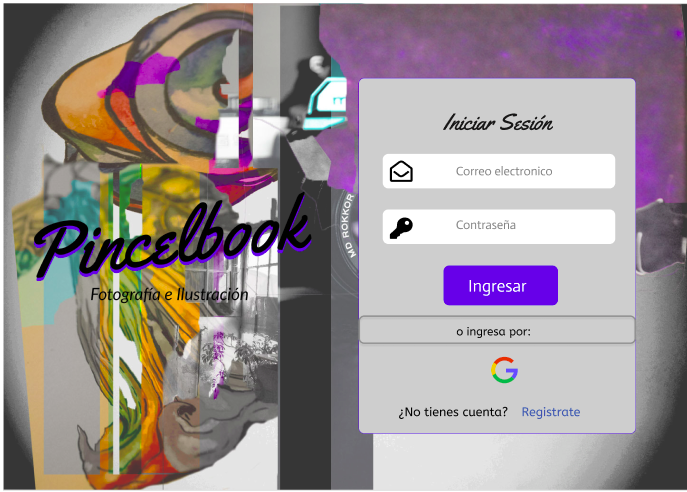 Pincelbook
Fotografía e Ilustración
MD ROKKOR
Iniciar Sesión
Correo electronico
Contraseña
Ingresar
o ingresa por:
¿No tienes cuenta? Registrate